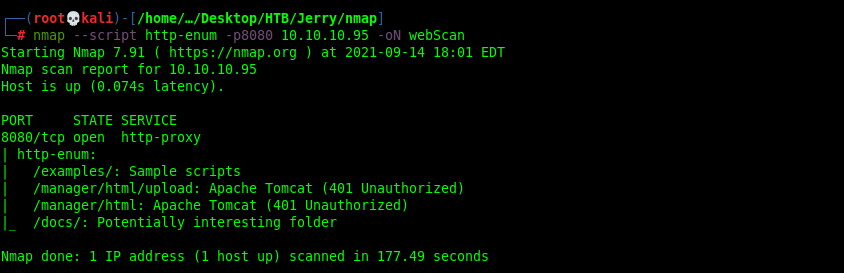 ┌──(root💀kali)-[/home/…/Desktop/HTB/Jerry/nmap]
└─# nmap --script http-enum -p8080 10.10.10.95 -oN webScan
Starting Nmap 7.91 ( https://nmap.org ) at 2021-09-14 18:01 EDT
Nmap scan report for 10.10.10.95
Host is up (0.074s latency).

PORT     STATE SERVICE
8080/tcp open  http-proxy
| http-enum:
|   /examples/: Sample scripts
|   /manager/html/upload: Apache Tomcat (401 Unauthorized)
|   /manager/html: Apache Tomcat (401 Unauthorized)
|_  /docs/: Potentially interesting folder

Nmap done: 1 IP address (1 host up) scanned in 177.49 seconds